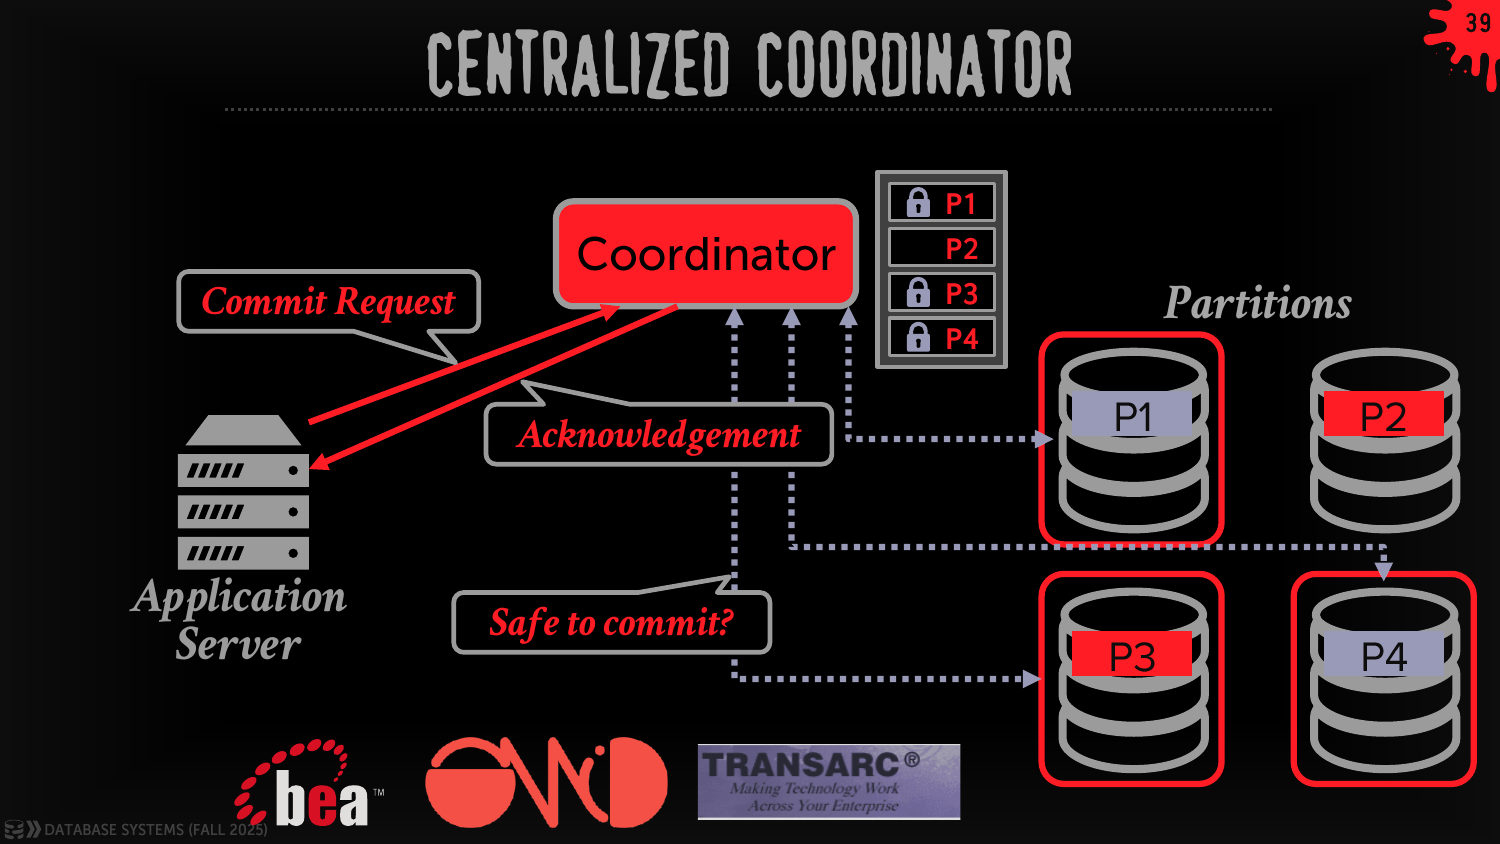 39
CENTRALIZED COORDINATOR
P1
P2
P3
P4
Coordinator
Commit Request
Partitions
P1
P2
Acknowledgement
Application
Server
Safe to commit?
P3
P4
bea™
OMID
TRANSARC®
Making Technology Work
Across Your Enterprise
DATABASE SYSTEMS (FALL 2025)